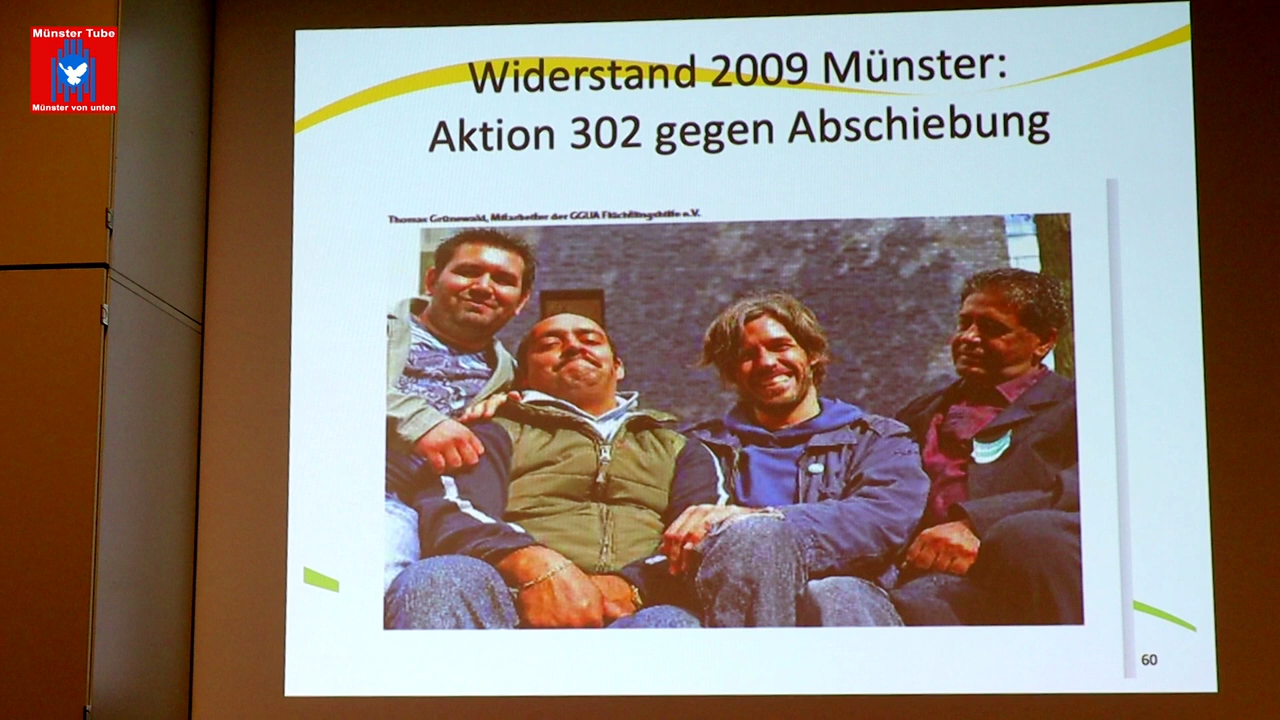 Münster Tube
Münster von unten
Widerstand 2009 Münster:
Aktion 302 gegen Abschiebung
Thomas Grünewald, Mitarbeiter der GGUA Flüchtlingshilfe e.V.
60